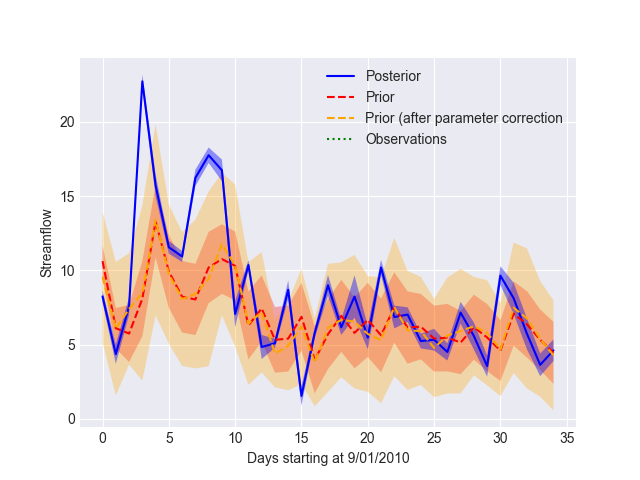 Posterior
Prior
Prior (after parameter correction
Observations
Streamflow
20
15
10
5
0
0 5 10 15 20 25 30 35
Days starting at 9/01/2010